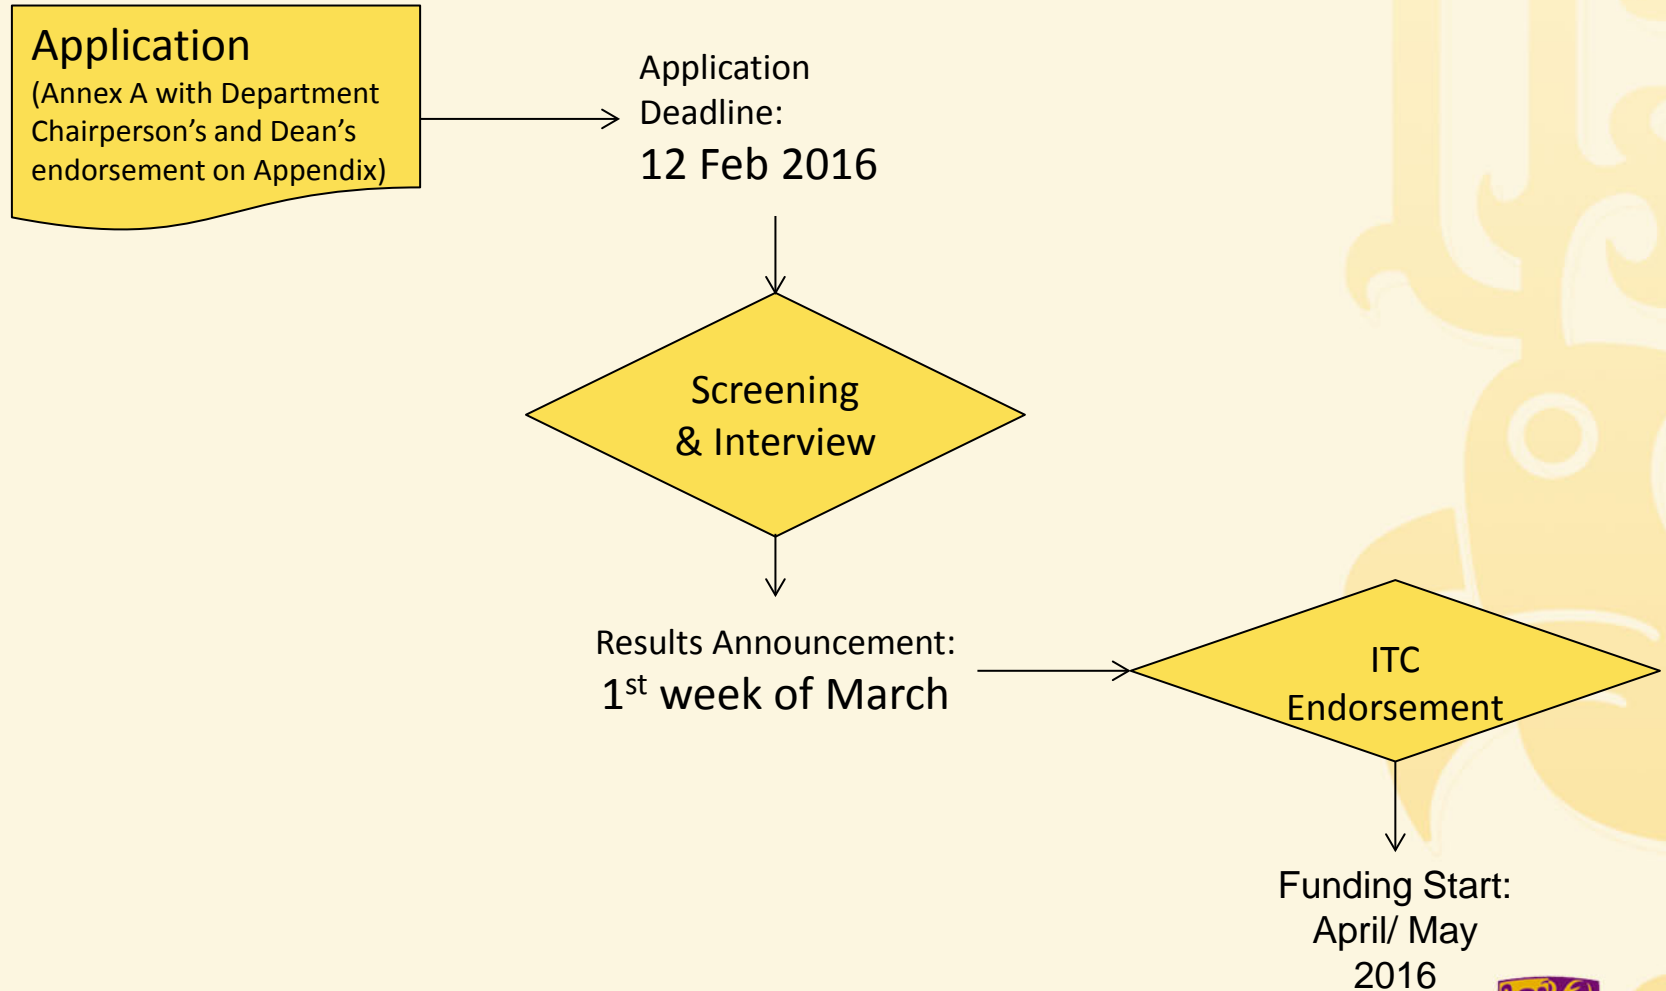 Application
(Annex A with Department
Chairperson’s and Dean’s
endorsement on Appendix)
Application
Deadline:
12 Feb 2016
Screening
& Interview
Results Announcement:
1st week of March
ITC
Endorsement
Funding Start:
April/ May
2016